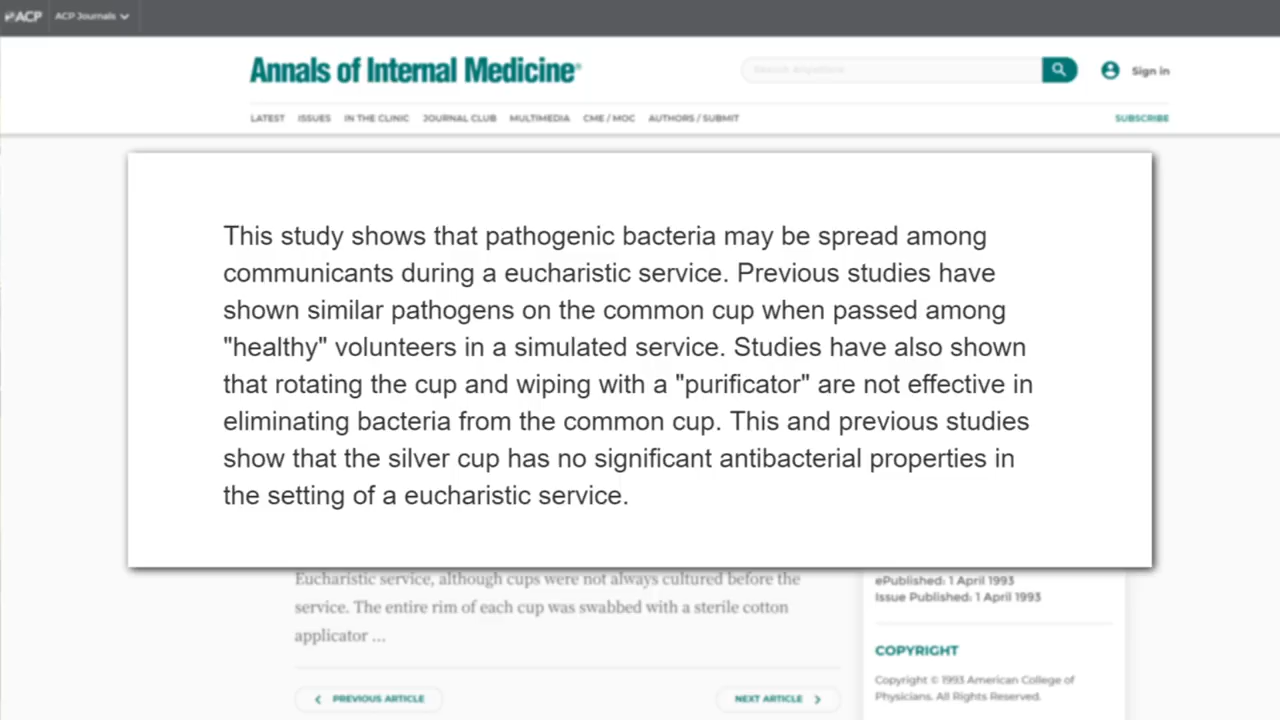 ACP ACP Journals
Annals of Internal Medicine®
Search Anywhere
Sign in
LATEST ISSUES IN THE CLINIC JOURNAL CLUB MULTIMEDIA CME / MOC AUTHORS / SUBMIT SUBSCRIBE
This study shows that pathogenic bacteria may be spread among
communicants during a eucharistic service. Previous studies have
shown similar pathogens on the common cup when passed among
"healthy" volunteers in a simulated service. Studies have also shown
that rotating the cup and wiping with a "purificator" are not effective in
eliminating bacteria from the common cup. This and previous studies
show that the silver cup has no significant antibacterial properties in
the setting of a eucharistic service.
Eucharistic service, although cups were not always cultured before the
service. The entire rim of each cup was swabbed with a sterile cotton
applicator ...
PREVIOUS ARTICLE
NEXT ARTICLE
ePublished: 1 April 1993
Issue Published: 1 April 1993
COPYRIGHT
Copyright © 1993 American College of
Physicians. All Rights Reserved.